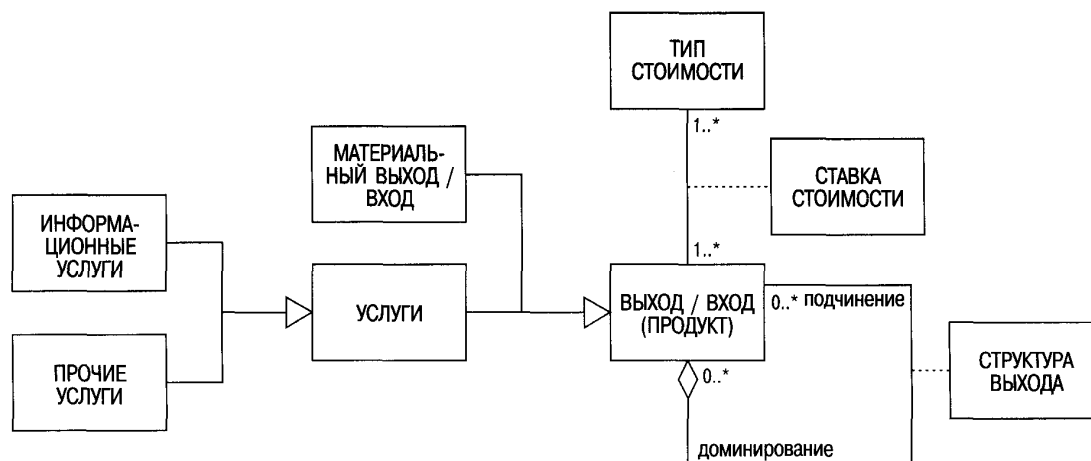 ТИП
СТОИМОСТИ
1..*
МАТЕРИАЛЬ-
НЫЙ ВЫХОД /
ВХОД
СТАВКА
СТОИМОСТИ
ИНФОРМА-
ЦИОННЫЕ
УСЛУГИ
1..*
УСЛУГИ
ВЫХОД / ВХОД
(ПРОДУКТ)
0..* подчинение
ПРОЧИЕ
УСЛУГИ
СТРУКТУРА
ВЫХОДА
0..*
доминирование